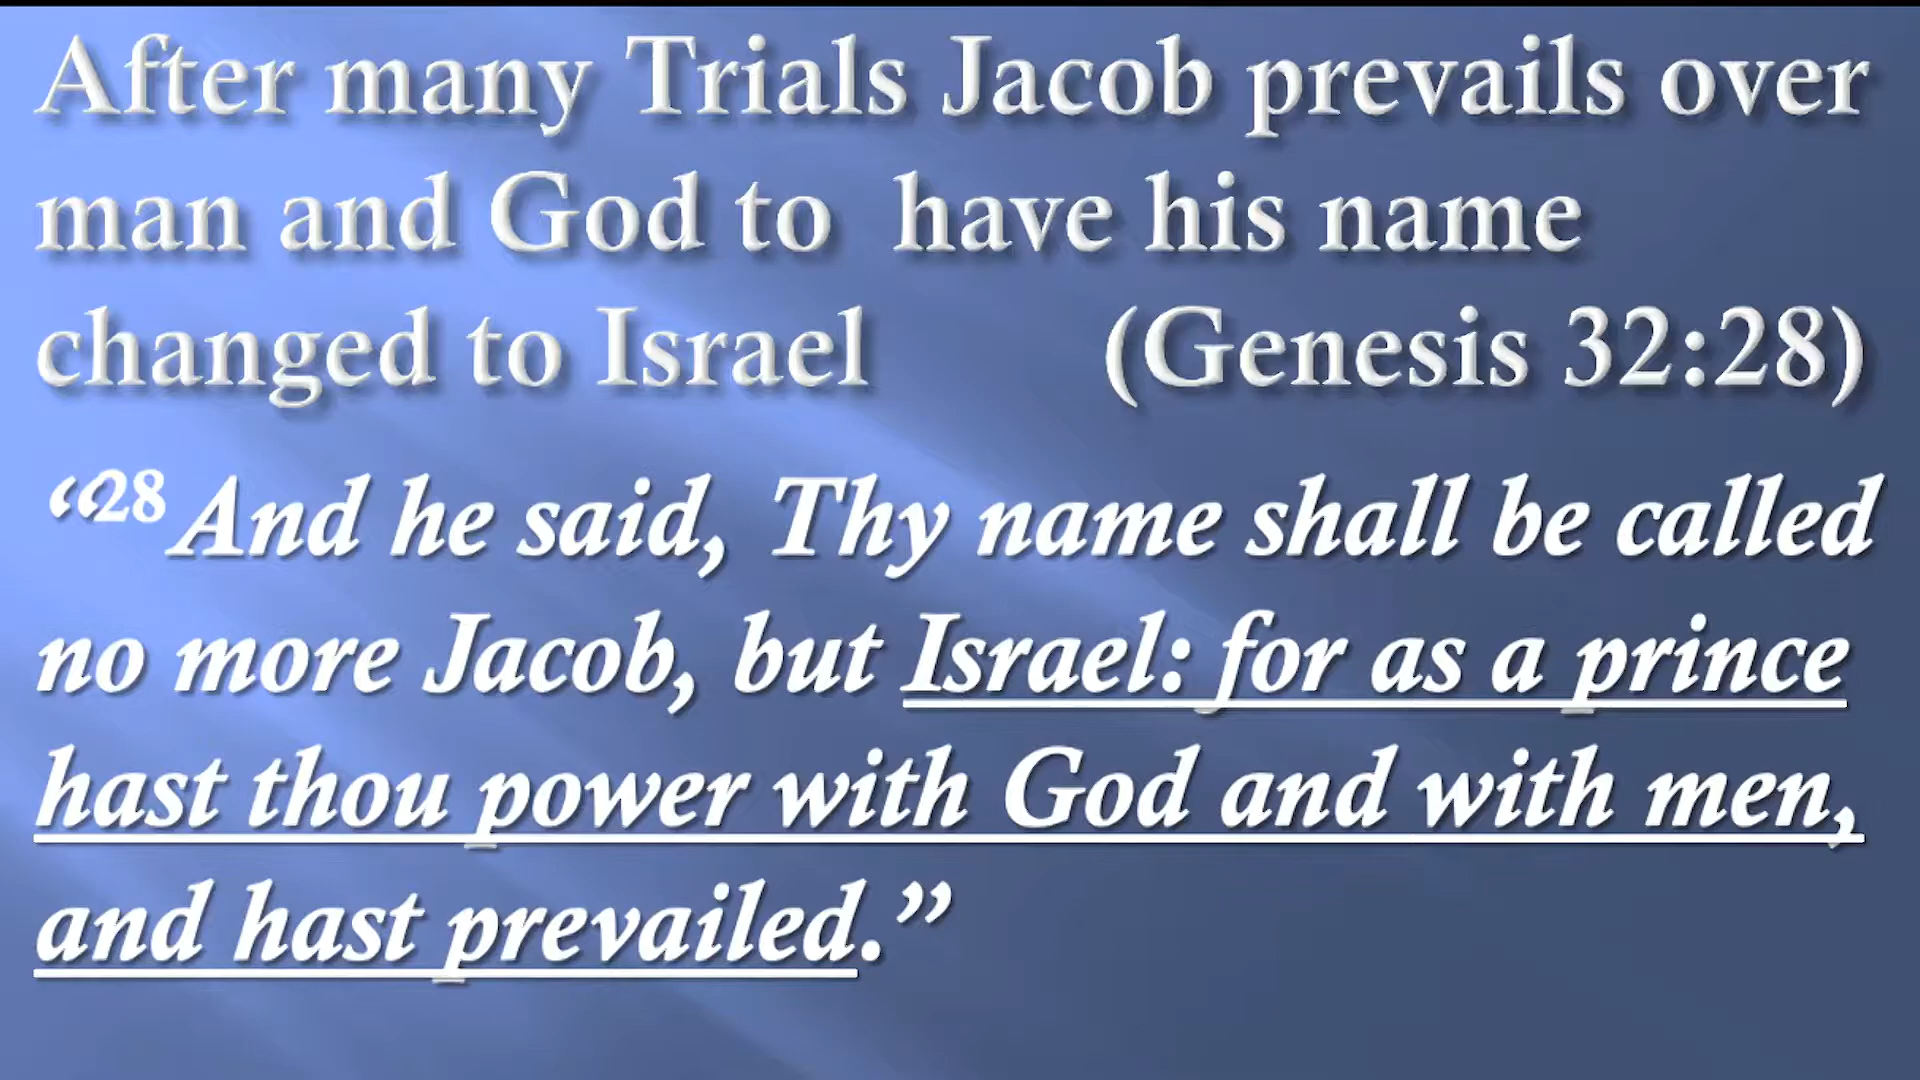 After many Trials Jacob prevails over
man and God to have his name
changed to Israel (Genesis 32:28)
“28 And he said, Thy name shall be called
no more Jacob, but Israel: for as a prince
hast thou power with God and with men,
and hast prevailed.”